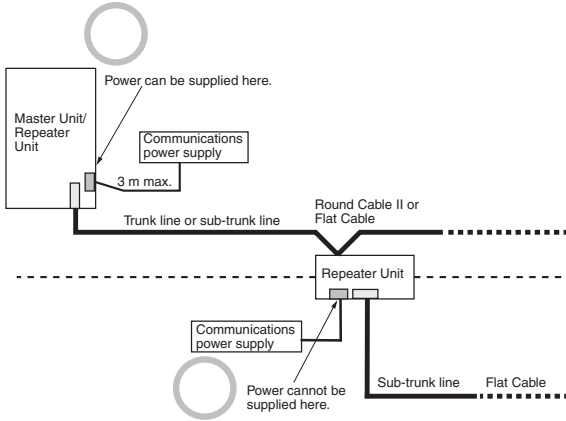 Power can be supplied here.
Master Unit/
Repeater
Unit
Communications
power supply
3 m max.
Round Cable II or
Flat Cable
Trunk line or sub-trunk line
Repeater Unit
Communications
power supply
Power cannot be
supplied here.
Sub-trunk line
Flat Cable